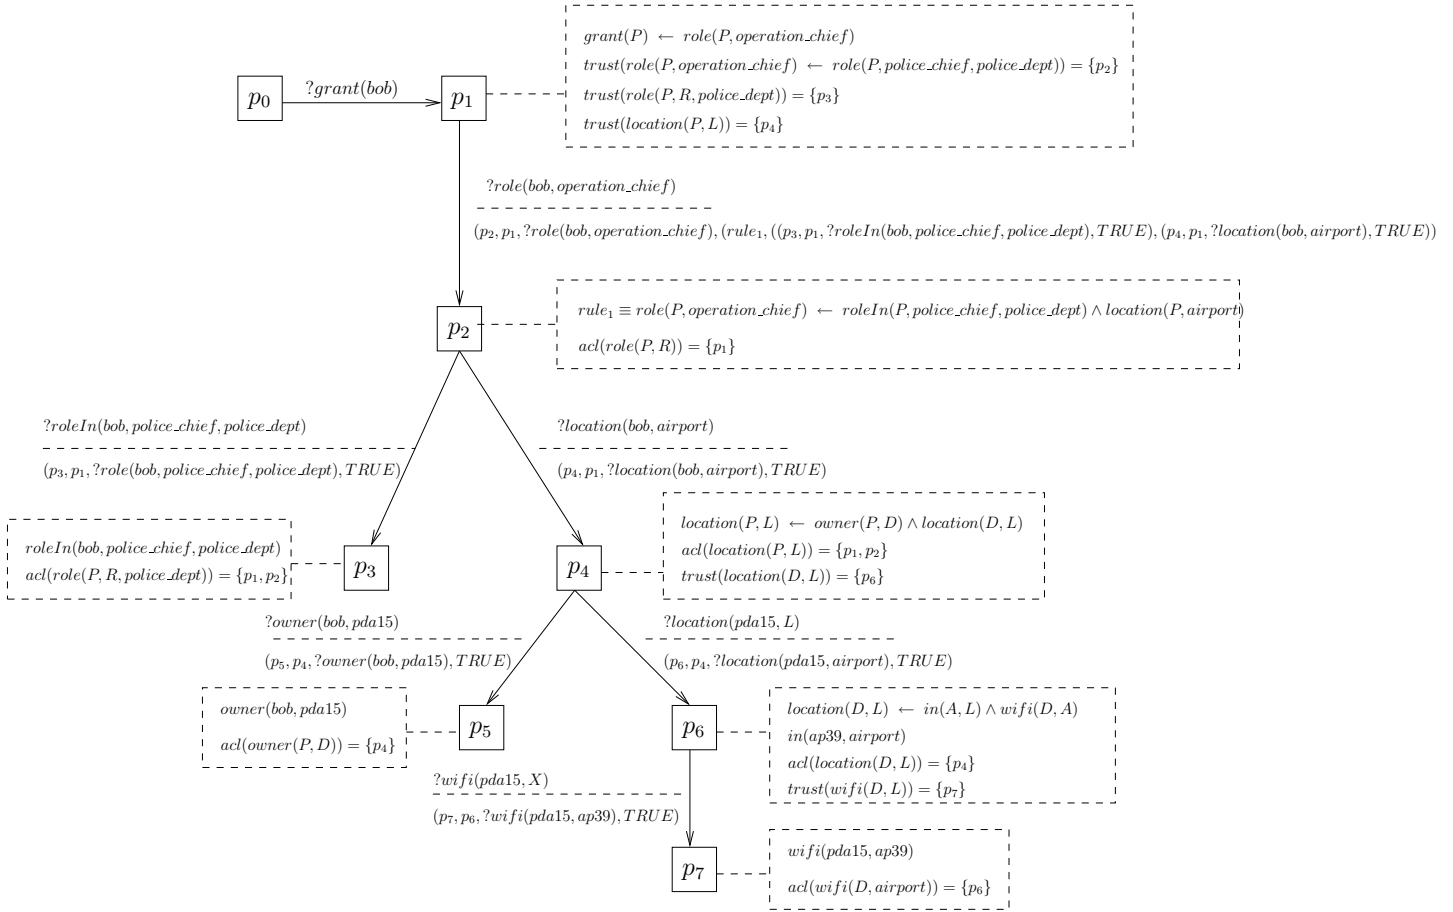 grant(P) ← role(P, operation_chief)
trust(role(P, operation_chief) ← role(P, police_chief, police_dept)) = {p₂}
trust(role(P, R, police_dept)) = {p₃}
trust(location(P, L)) = {p₄}
p₀
?grant(bob)
p₁
?role(bob, operation_chief)
(p₂, p₁, ?role(bob, operation_chief), (rule₁, ((p₃, p₁, ?roleIn(bob, police_chief, police_dept), TRUE), (p₄, p₁, ?location(bob, airport), TRUE))
p₂
rule₁ ≡ role(P, operation_chief) ← roleIn(P, police_chief, police_dept) ∧ location(P, airport)
acl(role(P, R)) = {p₁}
?roleIn(bob, police_chief, police_dept)
(p₃, p₁, ?role(bob, police_chief, police_dept), TRUE)
?location(bob, airport)
(p₄, p₁, ?location(bob, airport), TRUE)
roleIn(bob, police_chief, police_dept)
acl(role(P, R, police_dept)) = {p₁, p₂}
p₃
p₄
location(P, L) ← owner(P, D) ∧ location(D, L)
acl(location(P, L)) = {p₁, p₂}
trust(location(D, L)) = {p₆}
?owner(bob, pda15)
(p₅, p₄, ?owner(bob, pda15), TRUE)
?location(pda15, L)
(p₆, p₄, ?location(pda15, airport), TRUE)
owner(bob, pda15)
acl(owner(P, D)) = {p₄}
p₅
p₆
location(D, L) ← in(A, L) ∧ wifi(D, A)
in(ap39, airport)
acl(location(D, L)) = {p₄}
trust(wifi(D, L)) = {p₇}
?wifi(pda15, X)
(p₇, p₆, ?wifi(pda15, ap39), TRUE)
p₇
wifi(pda15, ap39)
acl(wifi(D, airport)) = {p₆}